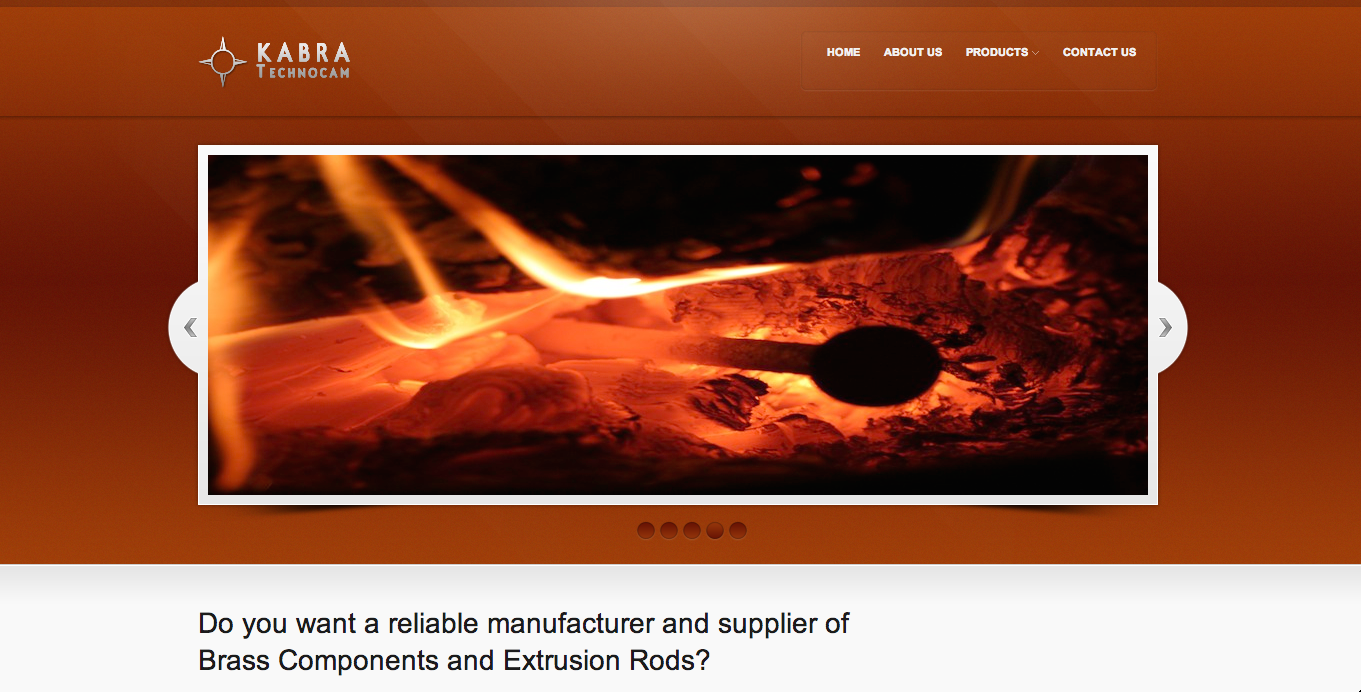 KABRA
TECHNOCAM
HOME ABOUT US PRODUCTS CONTACT US
Do you want a reliable manufacturer and supplier of
Brass Components and Extrusion Rods?